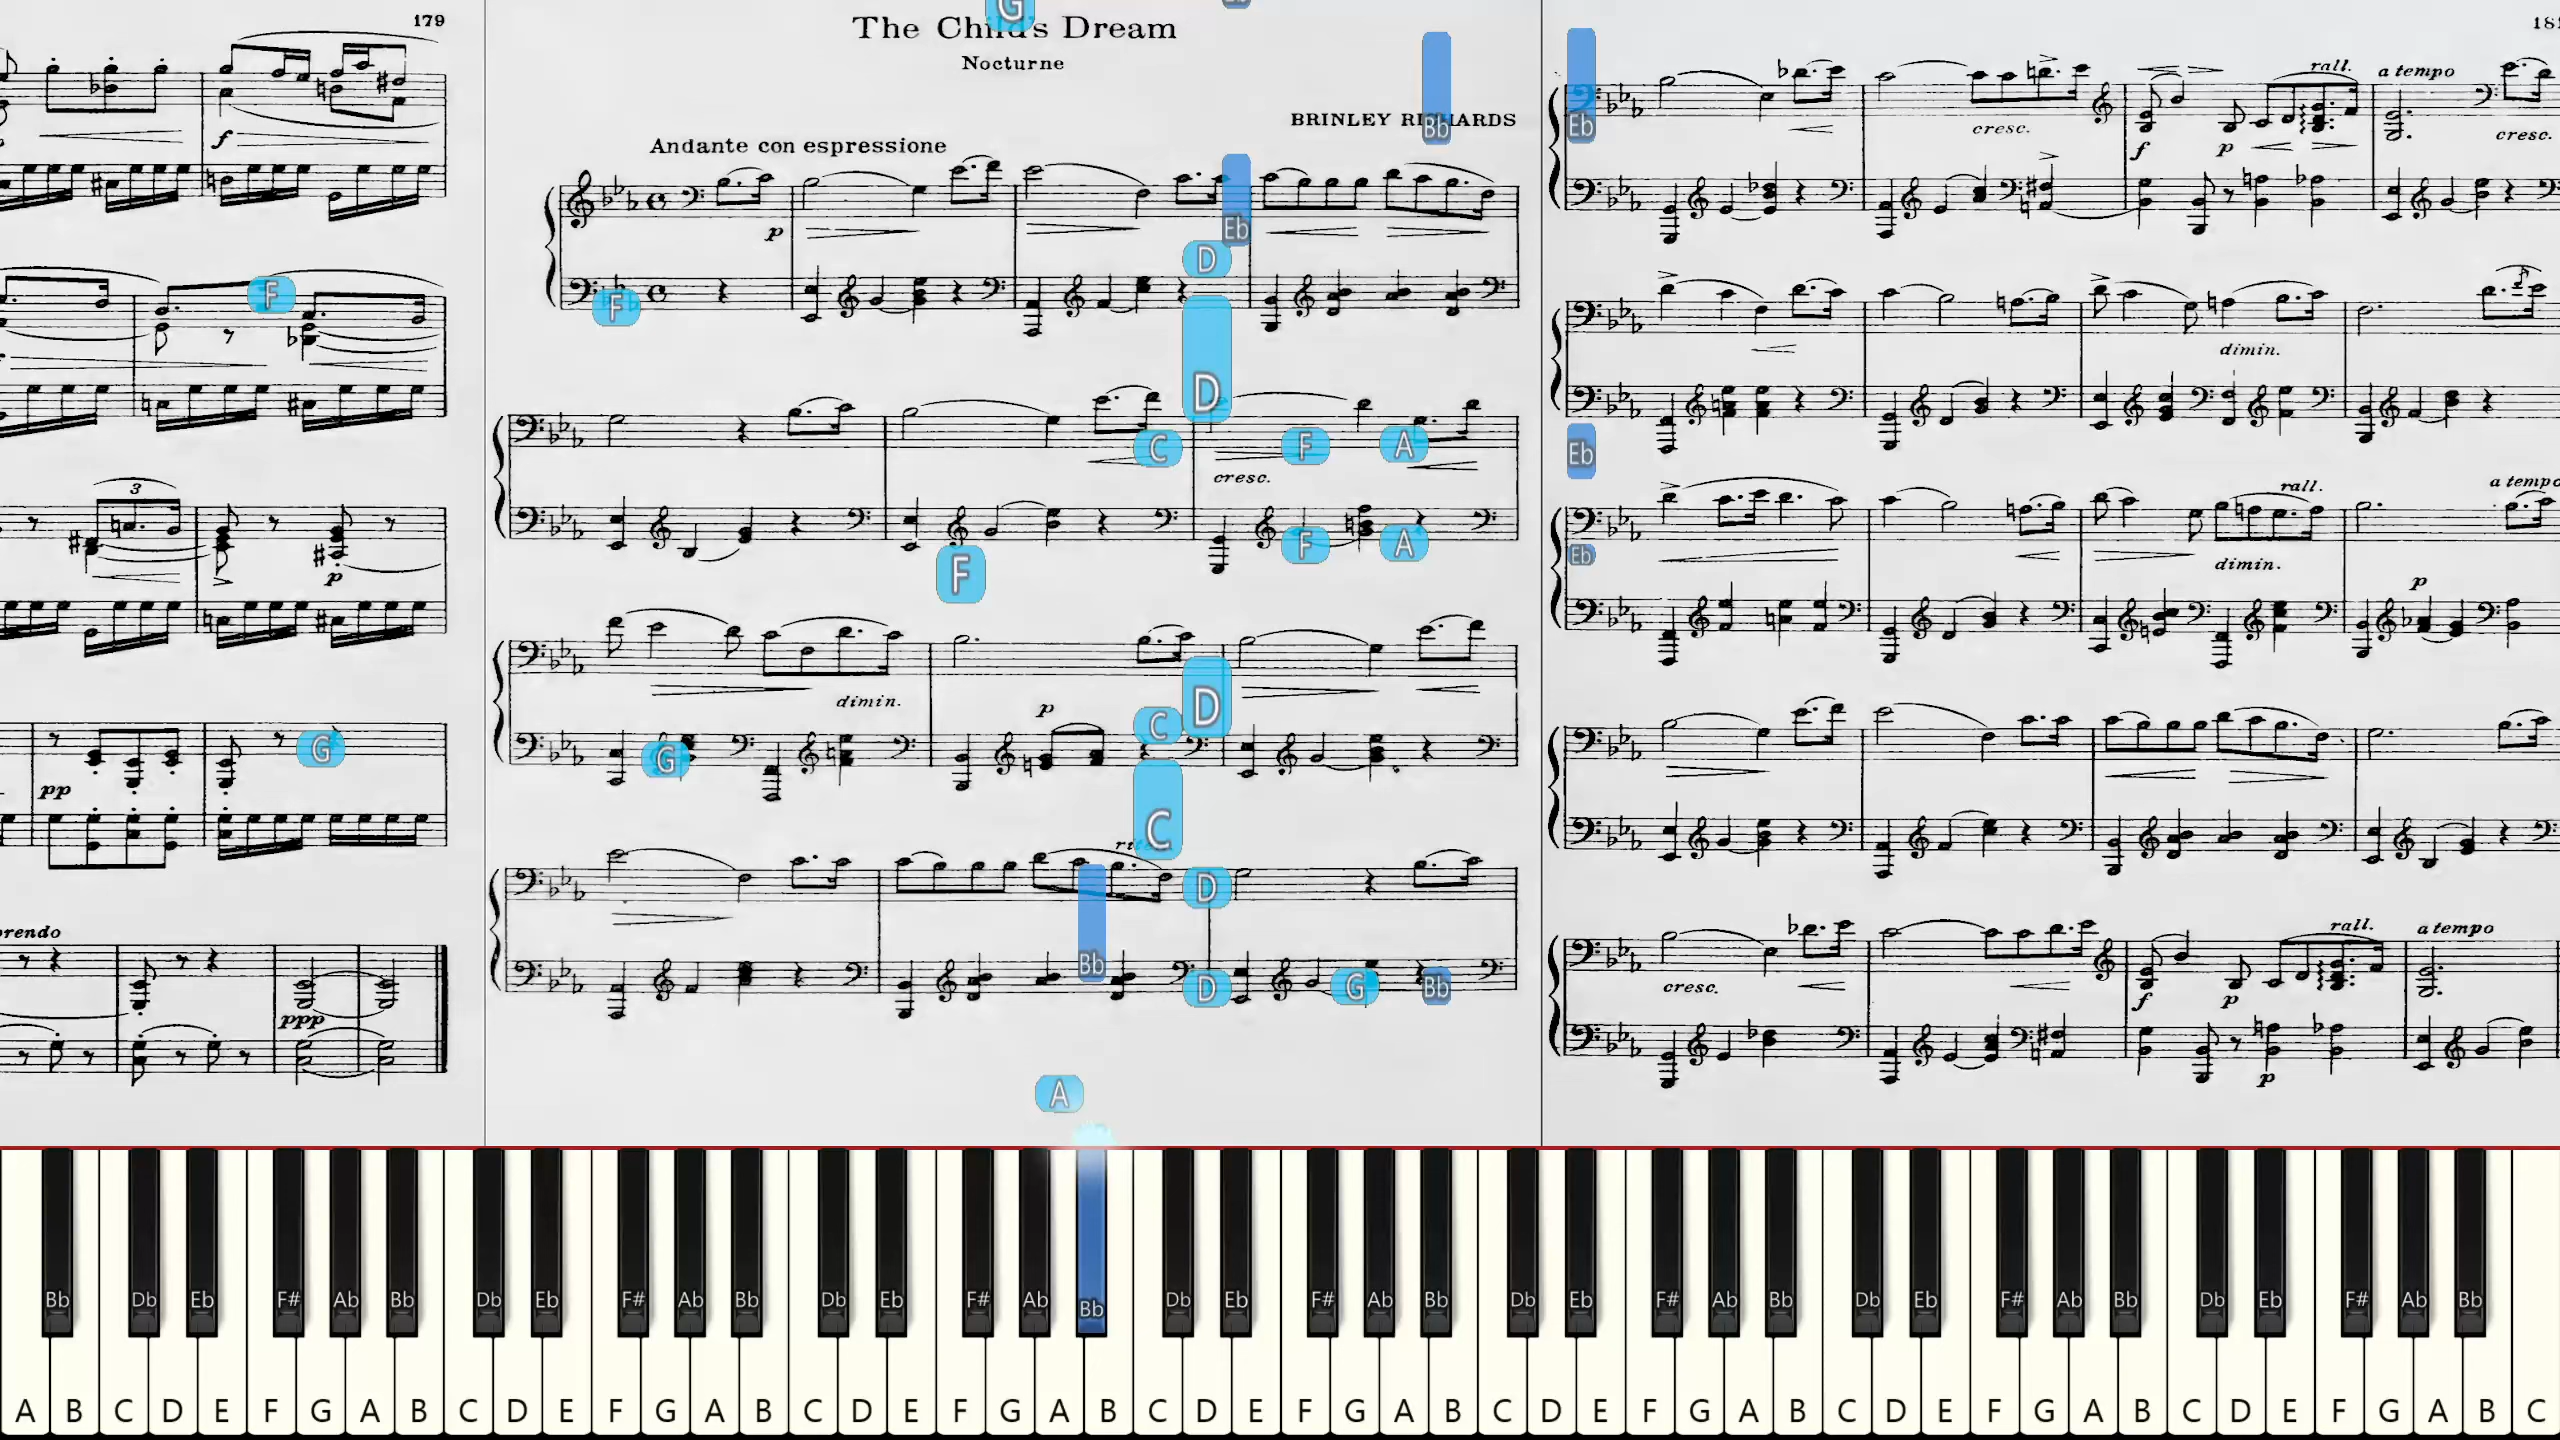 179
The Child's Dream
Nocturne
BRINLEY RICHARDS
Andante con espressione
p
f
3
p
pp
ppp
cresc.
dimin.
p
181
rall.
a tempo
cresc.
cresc.
f
p
dimin.
rall.
a tempo
dimin.
p
rall.
a tempo
cresc.
f
p
p
G
Bb
Eb
Eb
D
F
F
D
C
F
A
Eb
F
A
Eb
F
D
C
G
G
C
D
Bb
D
G
Bb
A
Bb Db Eb F# Ab Bb Db Eb F# Ab Bb Db Eb F# Ab Bb Db Eb F# Ab Bb Db Eb F# Ab Bb Db Eb F# Ab Bb Db Eb F# Ab Bb
A B C D E F G A B C D E F G A B C D E F G A B C D E F G A B C D E F G A B C D E F G A B C D E F G A B C